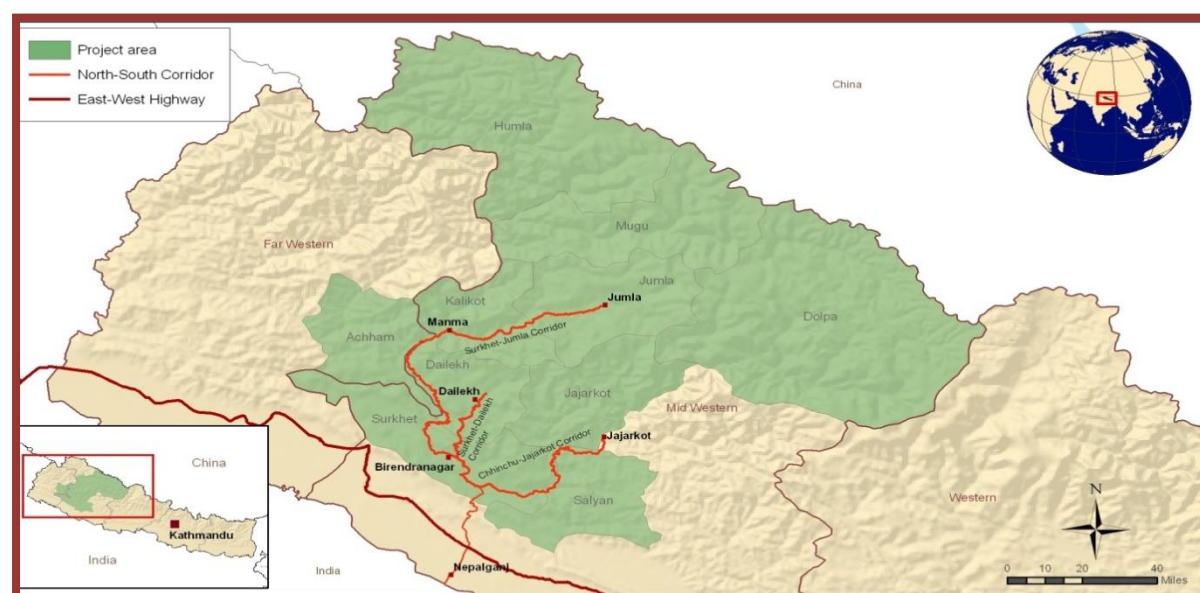 Project area
North-South Corridor
East-West Highway
China
Humla
Mugu
Far Western
Jumla
Jumla
Kalikot
Dolpa
Manma
Surkhet-Jumla Corridor
Achham
Dailekh
Dailekh
Jajarkot
Surkhet
Mid Western
Surkhet-Dailekh
Corridor
Jajarkot
Chhinchu-Jajarkot Corridor
Birendranagar
Salyan
Western
N
China
Kathmandu
India
India
Nepalganj
0 10 20 40
Miles